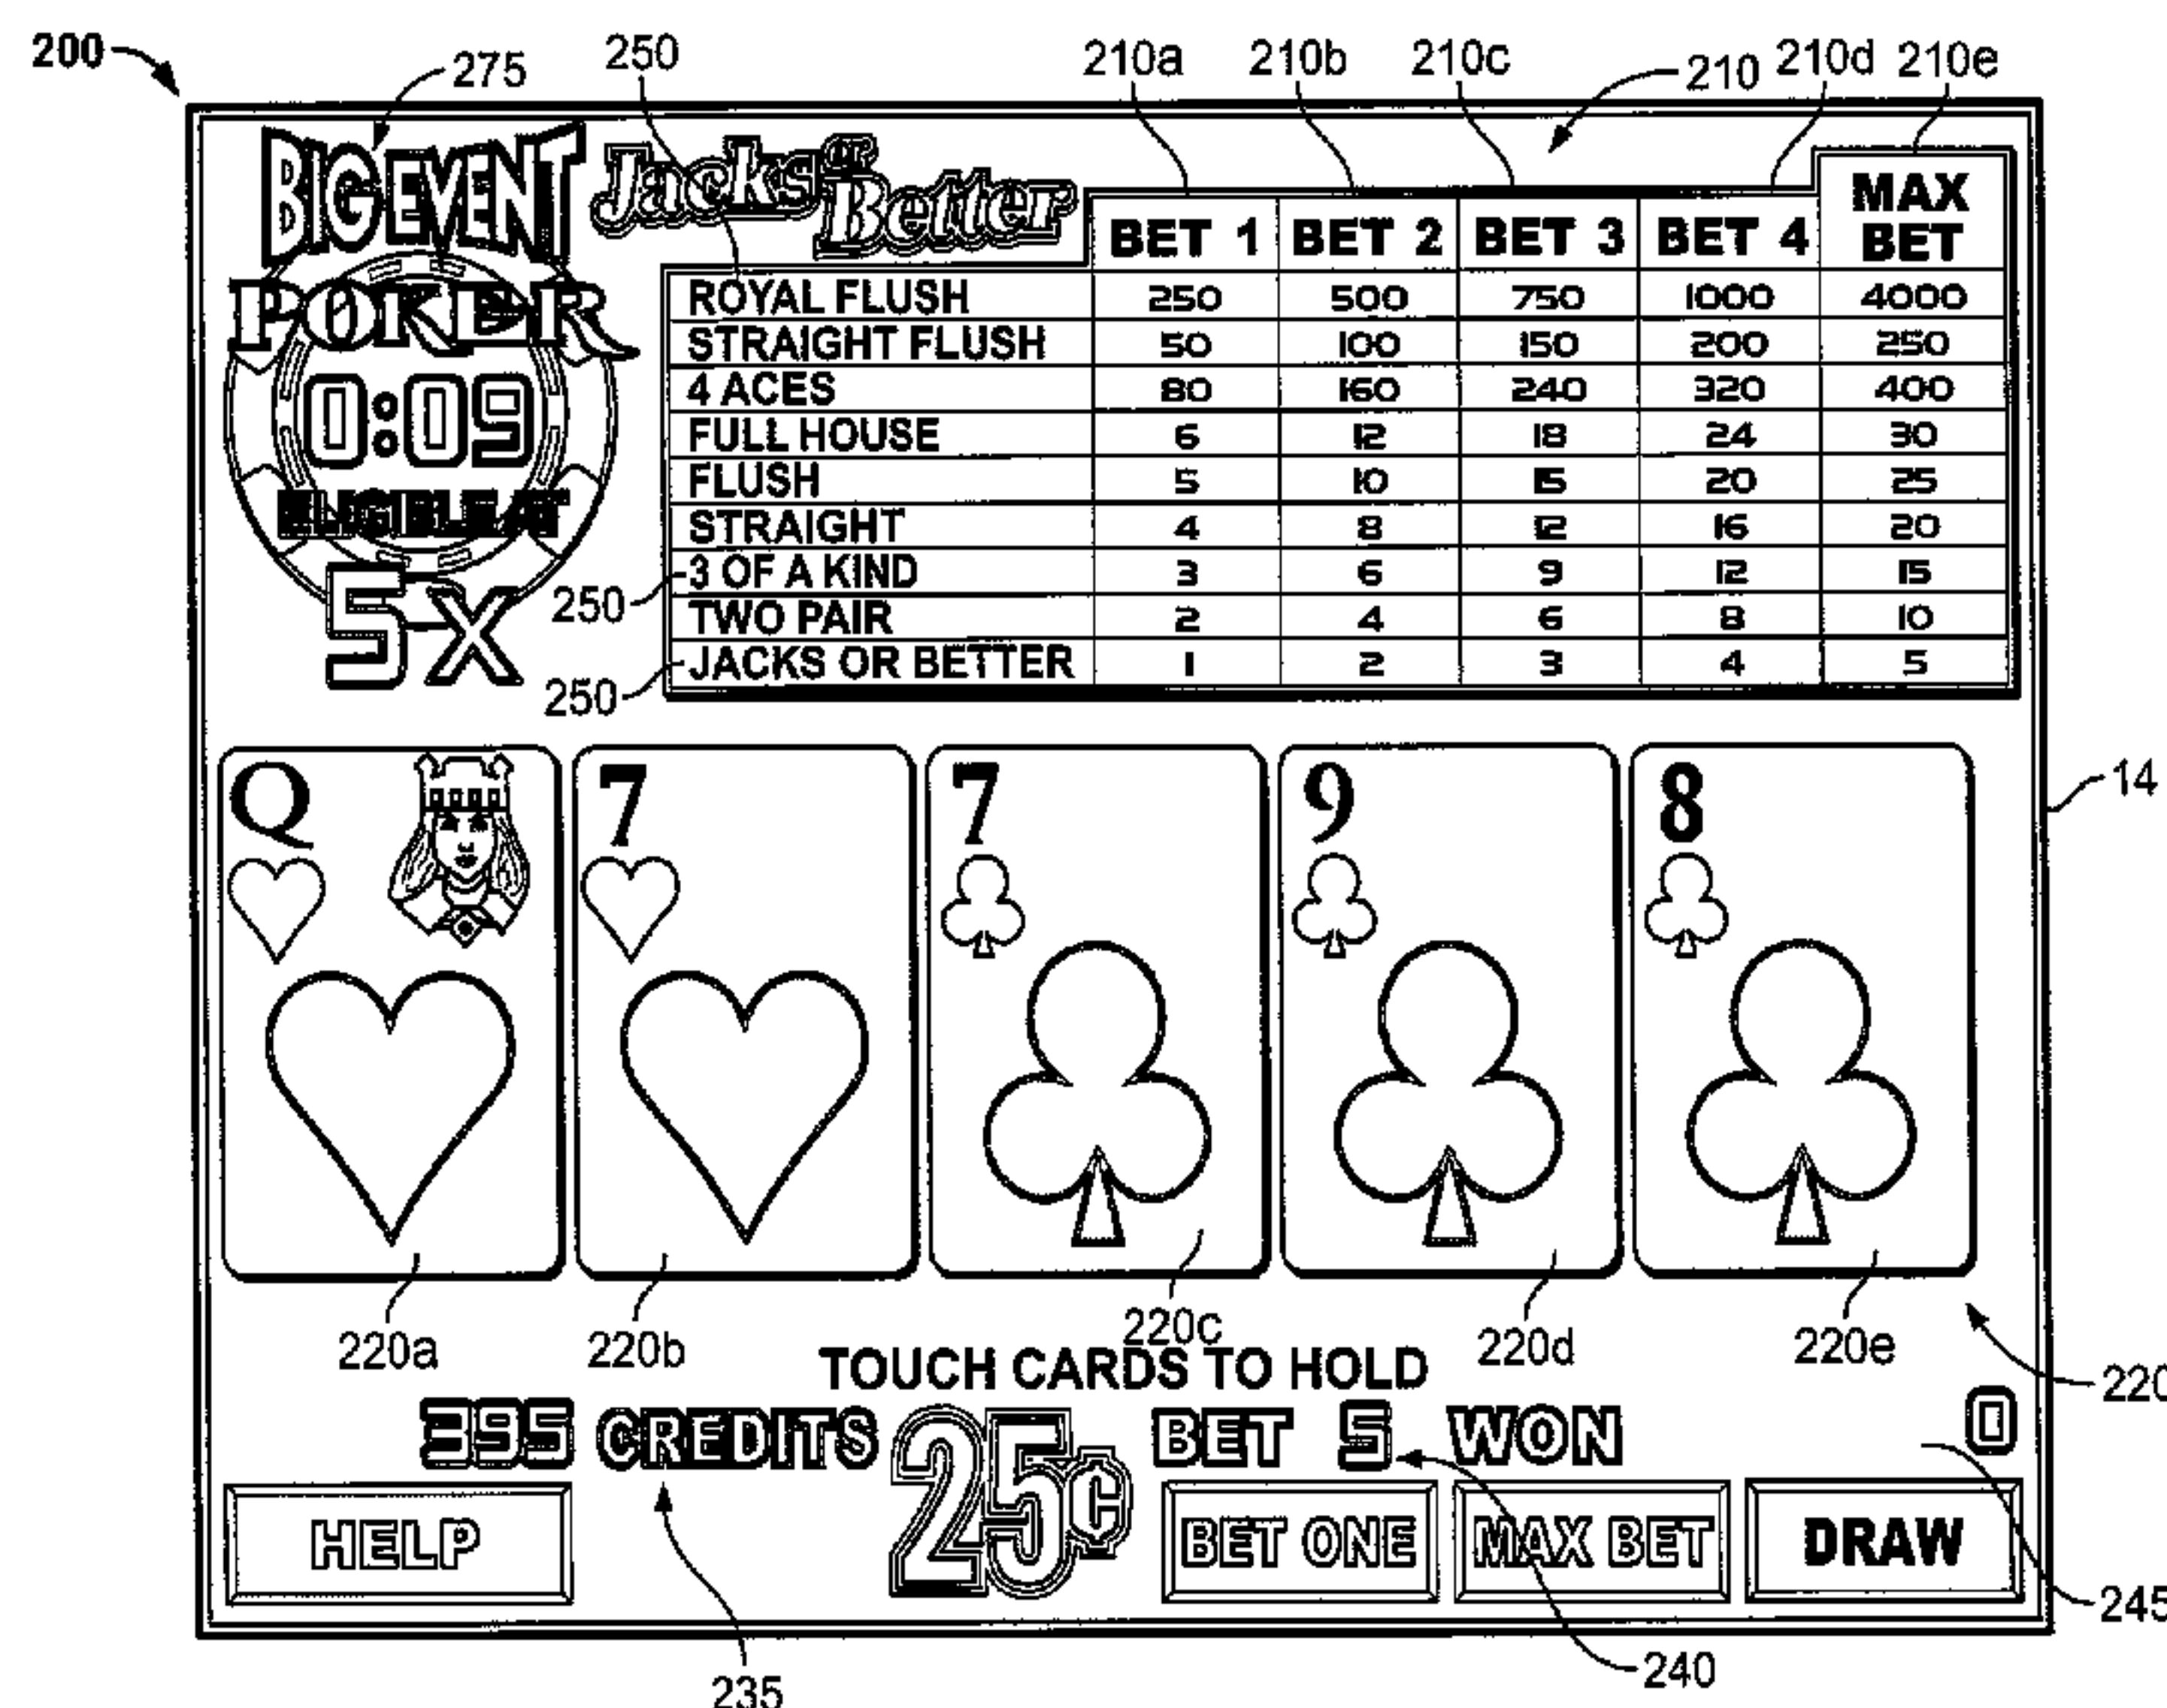 200
275
250
210a
210b
210c
210
210d
210e
BIG EVENT
POKER
0:09
ELIGIBLE AT
5X
Jacks or Better
BET 1 BET 2 BET 3 BET 4 MAX BET
ROYAL FLUSH 250 500 750 1000 4000
STRAIGHT FLUSH 50 100 150 200 250
4 ACES 80 160 240 320 400
FULL HOUSE 6 12 18 24 30
FLUSH 5 10 15 20 25
STRAIGHT 4 8 12 16 20
3 OF A KIND 3 6 9 12 15
TWO PAIR 2 4 6 8 10
JACKS OR BETTER 1 2 3 4 5
250
250
Q
7
7
9
8
14
220a
220b
220c
220d
220e
220
TOUCH CARDS TO HOLD
395 CREDITS 25¢ BET 5 WON 0
HELP
BET ONE
MAX BET
DRAW
245
240
235